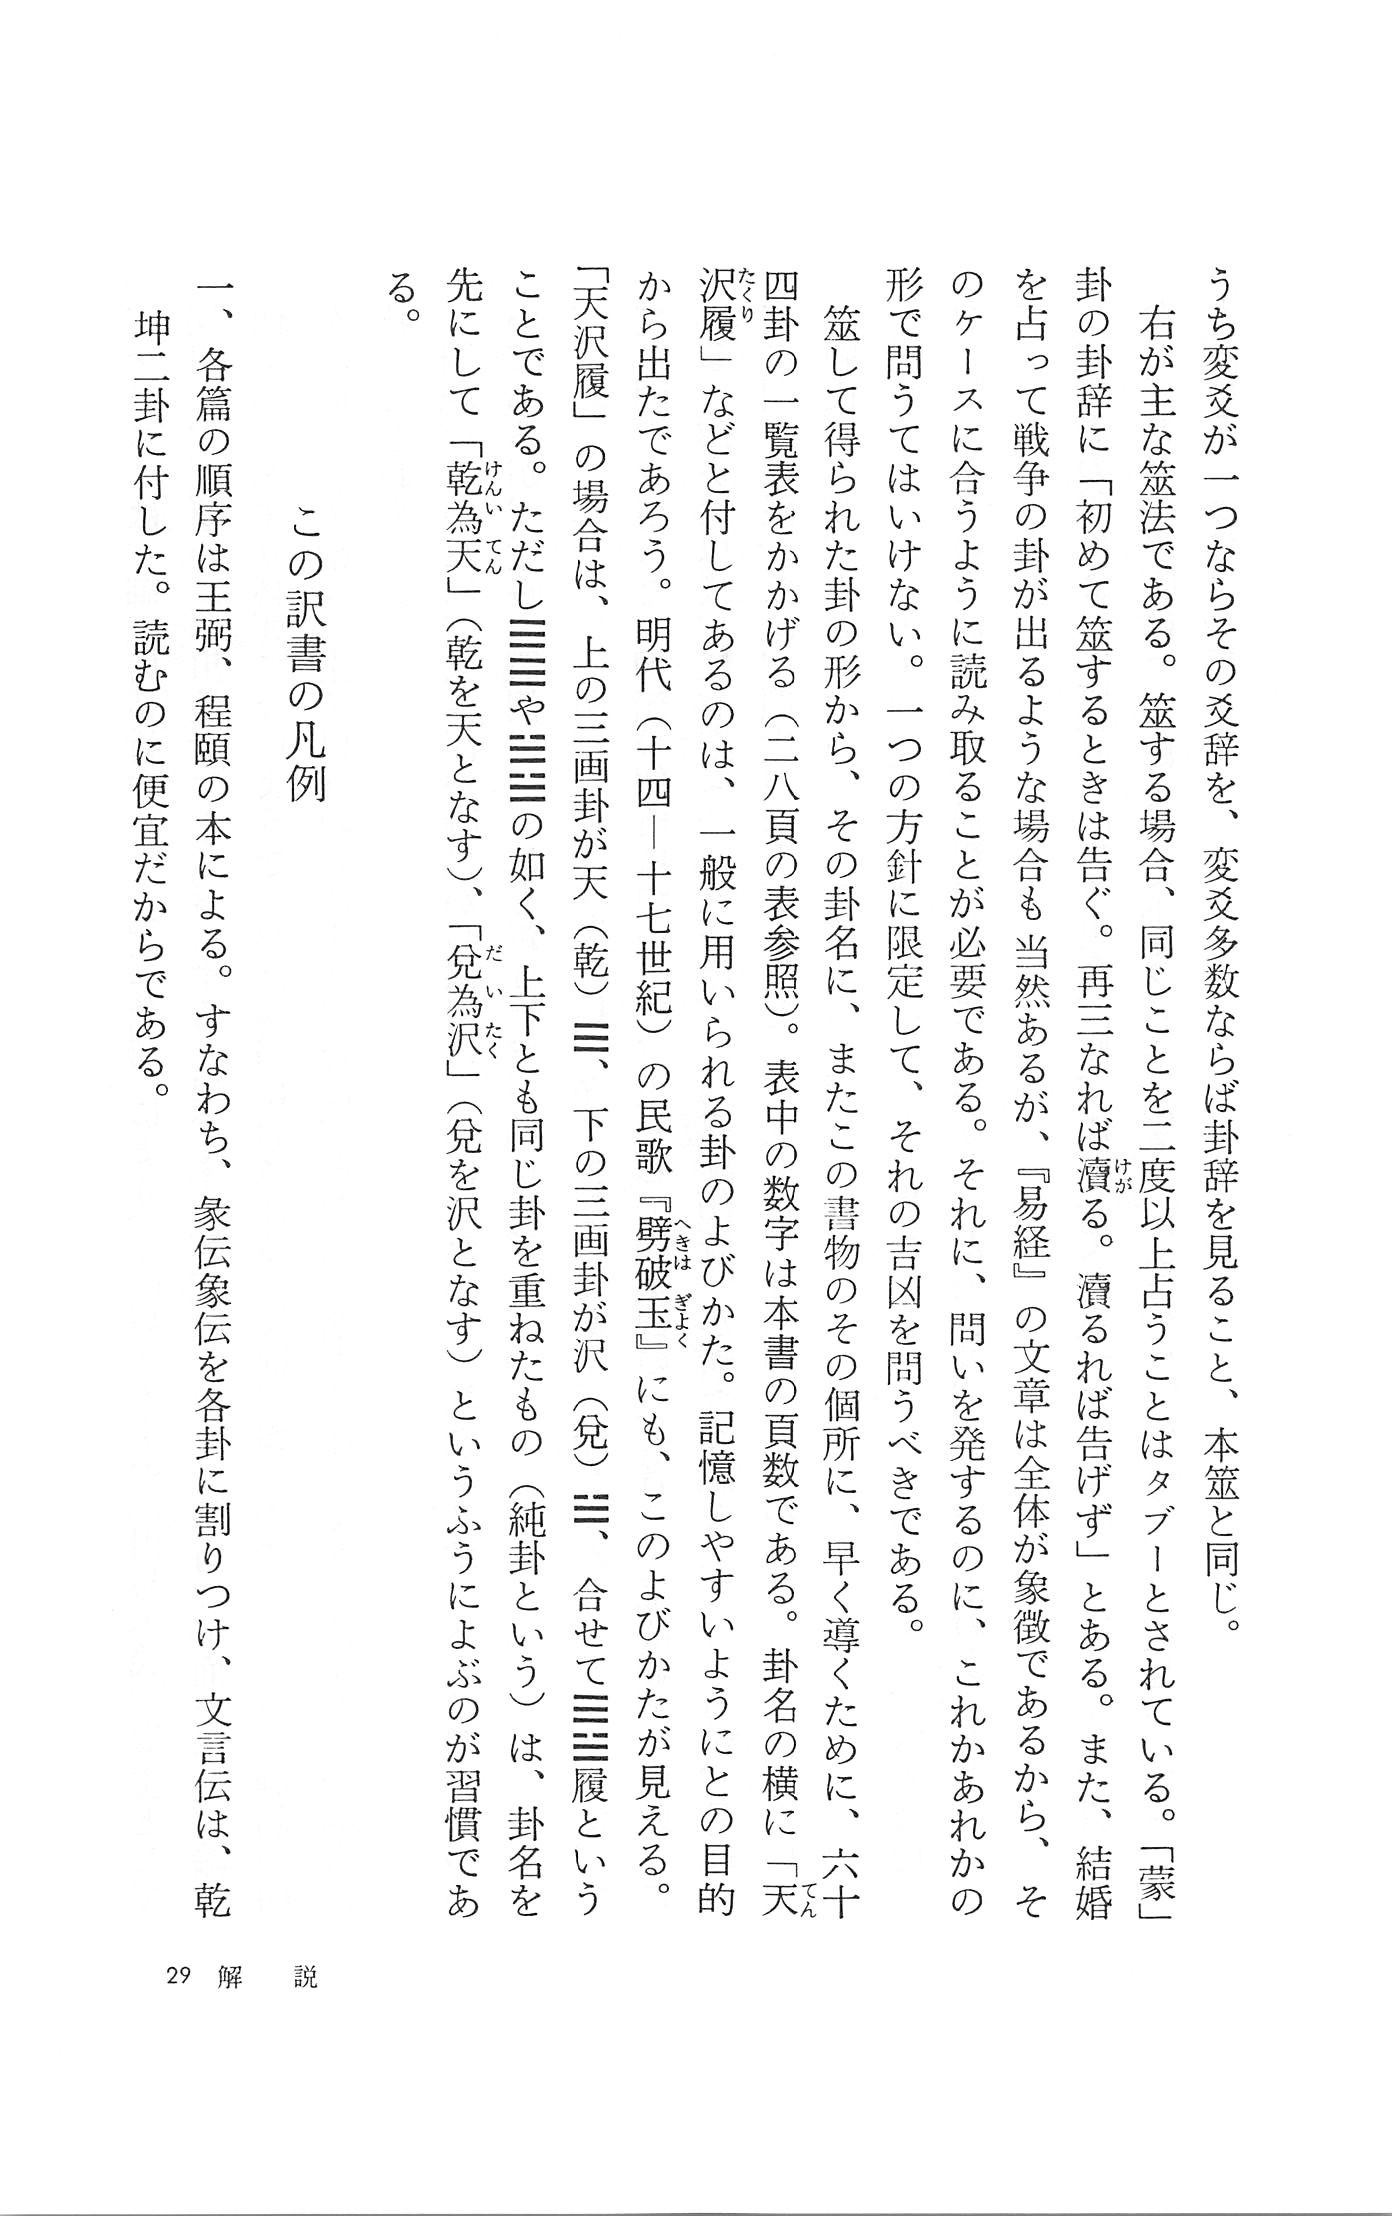 うち変爻が一つならその爻辞を、変爻多数ならば卦辞を見ること、本筮と同じ。
右が主な筮法である。筮する場合、同じことを二度以上占うことはタブーとされている。「蒙」
卦の卦辞に「初めて筮するときは告ぐ。再三なれば瀆る。瀆るれば告げず」とある。また、結婚
を占って戦争の卦が出るような場合も当然あるが、『易経』の文章は全体が象徴であるから、そ
のケースに合うように読み取ることが必要である。それに、問いを発するのに、これかあれかの
形で問うてはいけない。一つの方針に限定して、それの吉凶を問うべきである。
筮して得られた卦の形から、その卦名に、またこの書物のその個所に、早く導くために、六十
四卦の一覧表をかかげる（二八頁の表参照）。表中の数字は本書の頁数である。卦名の横に「天
沢履」などと付してあるのは、一般に用いられる卦のよびかた。記憶しやすいようにとの目的
から出たであろう。明代（十四—十七世紀）の民歌『劈破玉』にも、このよびかたが見える。
「天沢履」の場合は、上の三画卦が天（乾）☰、下の三画卦が沢（兌）☱、合せて䷉履という
ことである。ただし䷀や䷹の如く、上下とも同じ卦を重ねたもの（純卦という）は、卦名を
先にして「乾為天」（乾を天となす）、「兌為沢」（兌を沢となす）というふうによぶのが習慣であ
る。
この訳書の凡例
一、各篇の順序は王弼、程頤の本による。すなわち、彖伝象伝を各卦に割りつけ、文言伝は、乾
坤二卦に付した。読むのに便宜だからである。
29 解 説